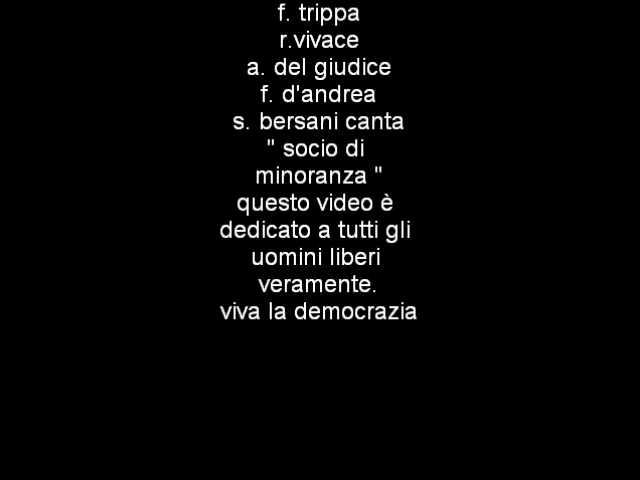 f. trippa
r.vivace
a. del giudice
f. d'andrea
s. bersani canta
" socio di
minoranza "
questo video è
dedicato a tutti gli
uomini liberi
veramente.
viva la democrazia